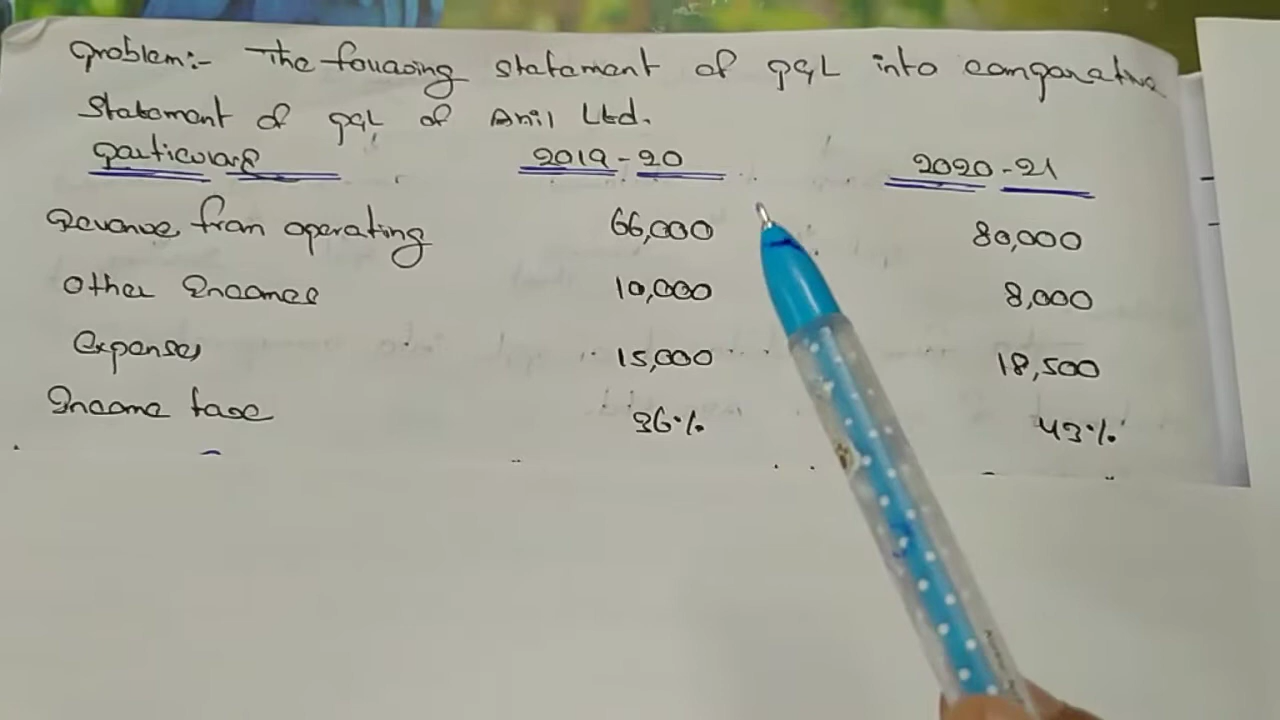 Problem:- The following statement of P&L into comparative
Statement of P&L of Anil Ltd.
Particulars 2019-20 2020-21
Revenue from operating 66,000 80,000
Other Incomes 10,000 8,000
Expenses 15,000 18,500
Income tax 36% 43%